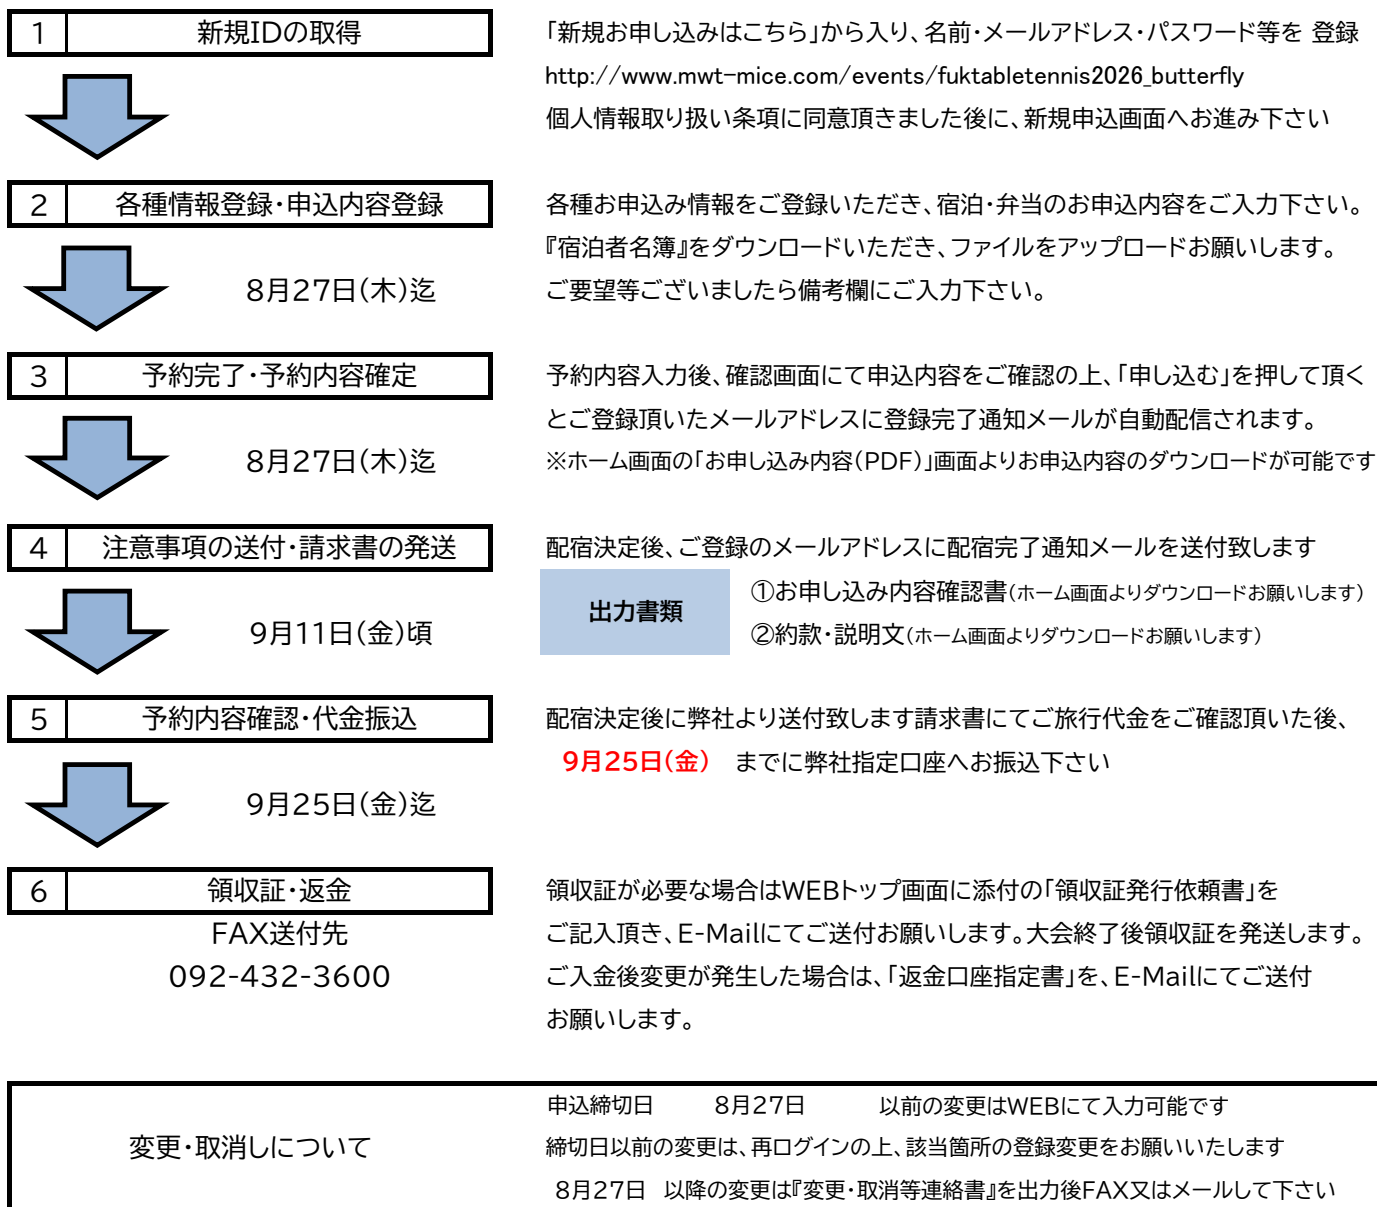 1 新規IDの取得
「新規お申し込みはこちら」から入り、名前・メールアドレス・パスワード等を 登録
http://www.mwt-mice.com/events/fuktabletennis2026_butterfly
個人情報取り扱い条項に同意頂きました後に、新規申込画面へお進み下さい
2 各種情報登録・申込内容登録
8月27日(木)迄
各種お申込み情報をご登録いただき、宿泊・弁当のお申込内容をご入力下さい。
『宿泊者名簿』をダウンロードいただき、ファイルをアップロードお願いします。
ご要望等ございましたら備考欄にご入力下さい。
3 予約完了・予約内容確定
8月27日(木)迄
予約内容入力後、確認画面にて申込内容をご確認の上、「申し込む」を押して頂く
とご登録頂いたメールアドレスに登録完了通知メールが自動配信されます。
※ホーム画面の「お申し込み内容(PDF)」画面よりお申込内容のダウンロードが可能です
4 注意事項の送付・請求書の発送
9月11日(金)頃
配宿決定後、ご登録のメールアドレスに配宿完了通知メールを送付致します
出力書類
①お申し込み内容確認書(ホーム画面よりダウンロードお願いします)
②約款・説明文(ホーム画面よりダウンロードお願いします)
5 予約内容確認・代金振込
9月25日(金)迄
配宿決定後に弊社より送付致します請求書にてご旅行代金をご確認頂いた後、
9月25日(金) までに弊社指定口座へお振込下さい
6 領収証・返金
FAX送付先
092-432-3600
領収証が必要な場合はWEBトップ画面に添付の「領収証発行依頼書」を
ご記入頂き、E-Mailにてご送付お願いします。大会終了後領収証を発送します。
ご入金後変更が発生した場合は、「返金口座指定書」を、E-Mailにてご送付
お願いします。
変更・取消しについて
申込締切日 8月27日 以前の変更はWEBにて入力可能です
締切日以前の変更は、再ログインの上、該当箇所の登録変更をお願いいたします
8月27日 以降の変更は『変更・取消等連絡書』を出力後FAX又はメールして下さい